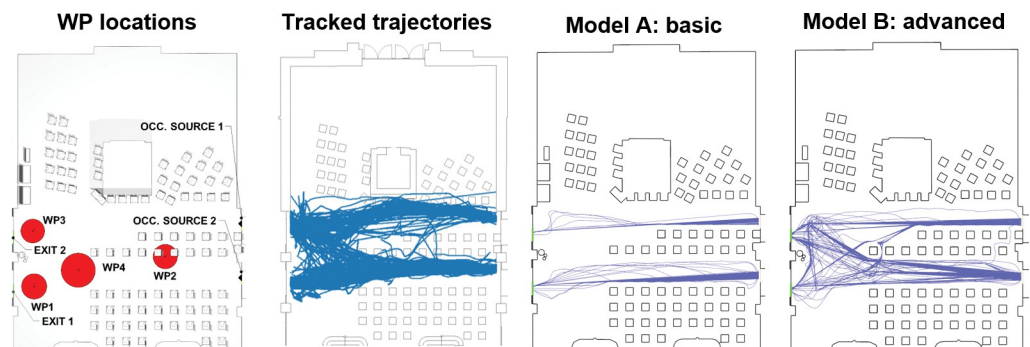 WP locations
Tracked trajectories
Model A: basic
Model B: advanced
OCC. SOURCE 1
OCC. SOURCE 2
WP3
EXIT 2
WP4
WP2
WP1
EXIT 1